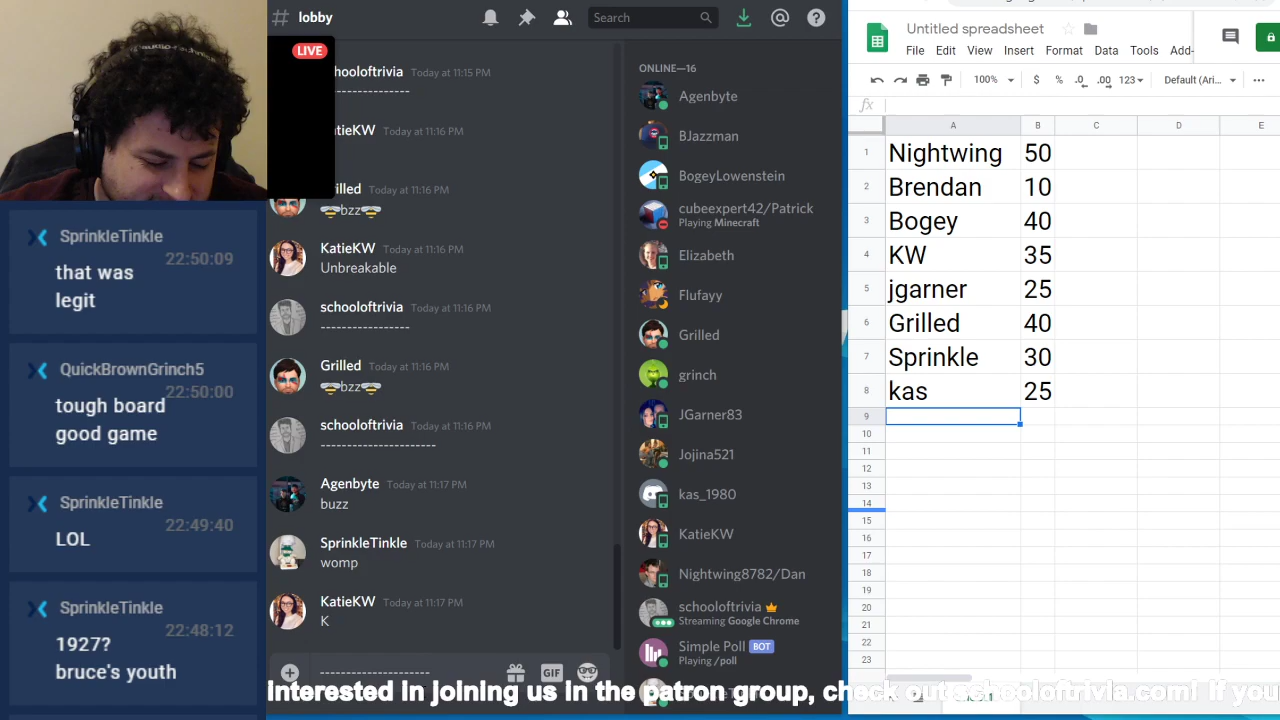 SprinkleTinkle
22:50:09
that was
legit
QuickBrownGrinch5
22:50:00
tough board
good game
SprinkleTinkle
22:49:40
LOL
SprinkleTinkle
22:48:12
1927?
bruce's youth
# lobby
Search
LIVE
hooloftrivia Today at 11:15 PM
----------------
atieKW Today at 11:16 PM
rilled Today at 11:16 PM
bzz
KatieKW Today at 11:16 PM
Unbreakable
schooloftrivia Today at 11:16 PM
-----------------
Grilled Today at 11:16 PM
bzz
schooloftrivia Today at 11:16 PM
----------------------
Agenbyte Today at 11:17 PM
buzz
SprinkleTinkle Today at 11:17 PM
womp
KatieKW Today at 11:17 PM
K
---------------------
GIF
ONLINE—16
Agenbyte
BJazzman
BogeyLowenstein
cubeexpert42/Patrick
Playing Minecraft
Elizabeth
Flufayy
Grilled
grinch
JGarner83
Jojina521
kas_1980
KatieKW
Nightwing8782/Dan
schooloftrivia
Streaming Google Chrome
Simple Poll BOT
Playing /poll
Untitled spreadsheet
File Edit View Insert Format Data Tools Add-
100% $ % .0 .00 123 Default (Ari...
fx
A B C D E
1 Nightwing 50
2 Brendan 10
3 Bogey 40
4 KW 35
5 jgarner 25
6 Grilled 40
7 Sprinkle 30
8 kas 25
9
10
11
12
13
14
15
16
17
18
19
20
21
22
23
interested in joining us in the patron group, check out schooloftrivia.com! If you